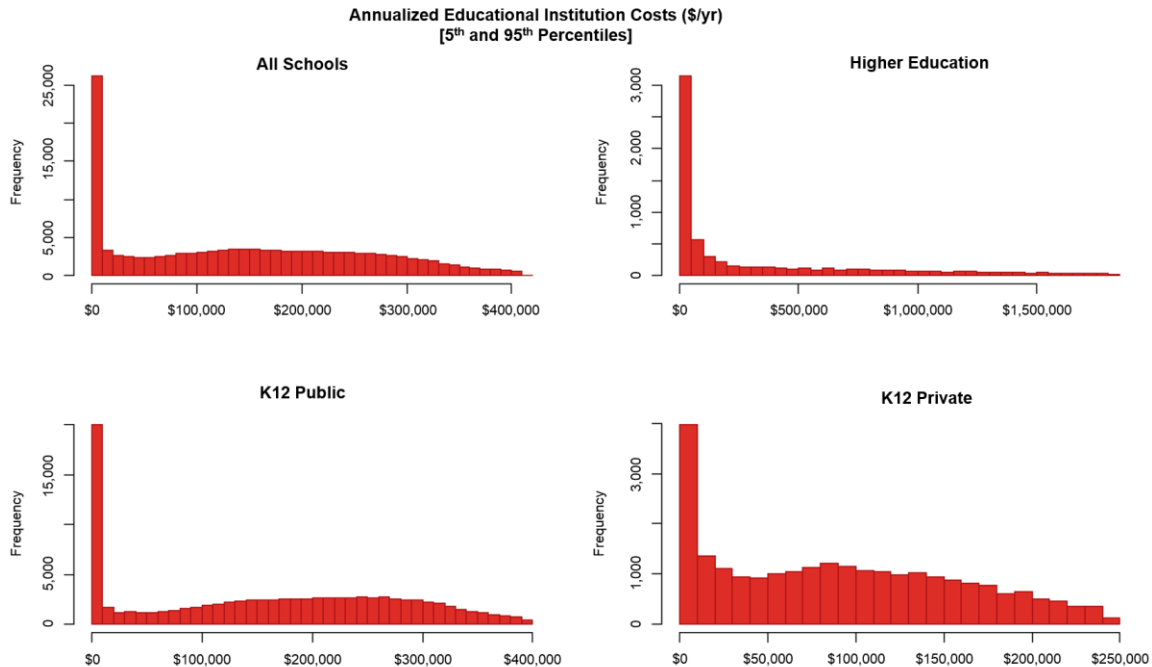 Annualized Educational Institution Costs ($/yr)
[5th and 95th Percentiles]
All Schools
Frequency
25,000
15,000
5,000
0
$0 $100,000 $200,000 $300,000 $400,000
Higher Education
Frequency
3,000
2,000
1,000
0
$0 $500,000 $1,000,000 $1,500,000
K12 Public
Frequency
15,000
5,000
0
$0 $100,000 $200,000 $300,000 $400,000
K12 Private
Frequency
3,000
1,000
0
$0 $50,000 $100,000 $150,000 $200,000 $250,000